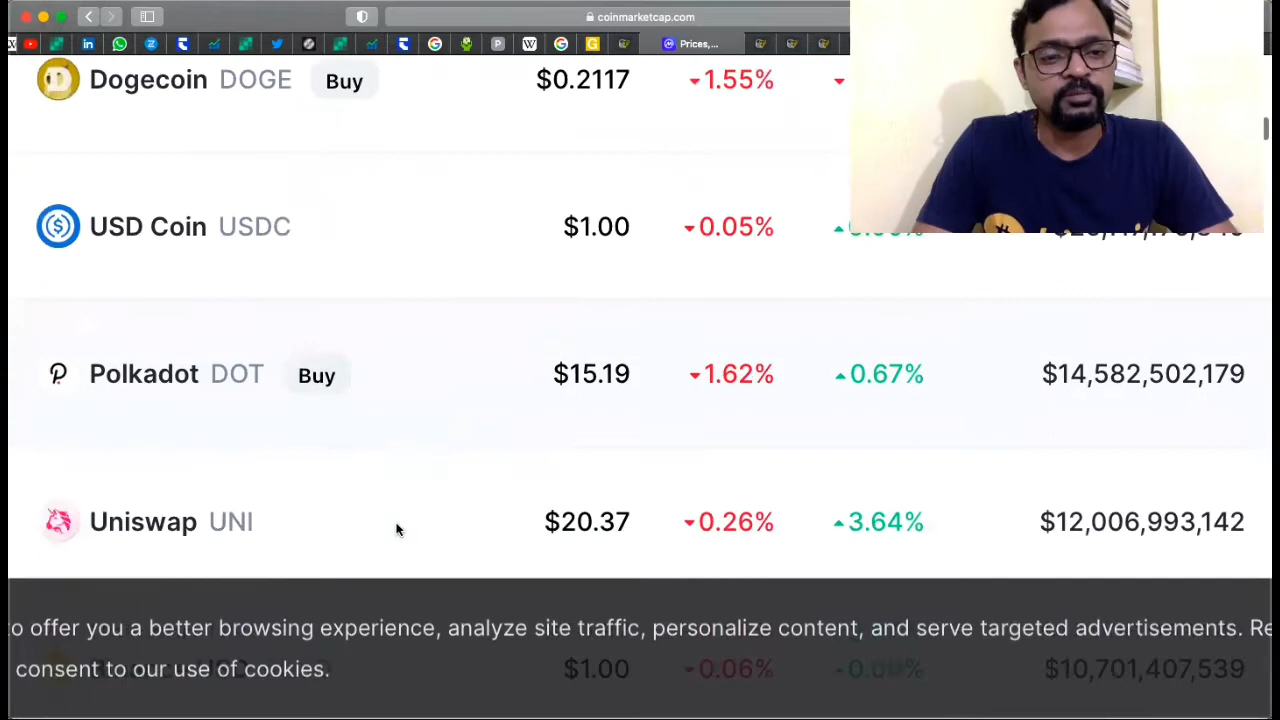 coinmarketcap.com
Prices,...
Dogecoin DOGE Buy $0.2117 1.55%
USD Coin USDC $1.00 0.05%
Polkadot DOT Buy $15.19 1.62% 0.67% $14,582,502,179
Uniswap UNI $20.37 0.26% 3.64% $12,006,993,142
to offer you a better browsing experience, analyze site traffic, personalize content, and serve targeted advertisements. Re
consent to our use of cookies. $1.00 0.06% 0.00% $10,701,407,539